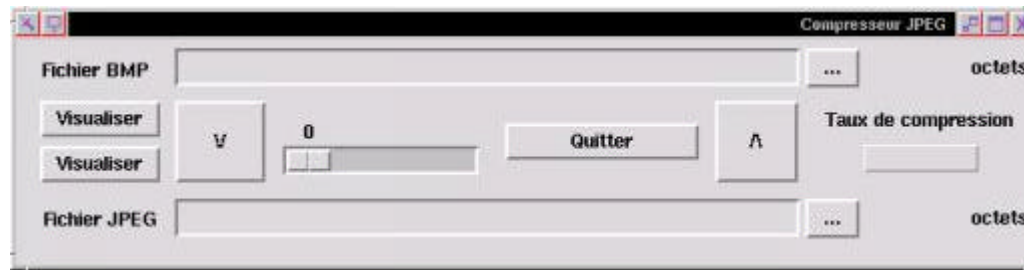 Compresseur JPEG
Fichier BMP ... octets
Visualiser
V 0 Quitter Λ Taux de compression
Visualiser
Fichier JPEG ... octets